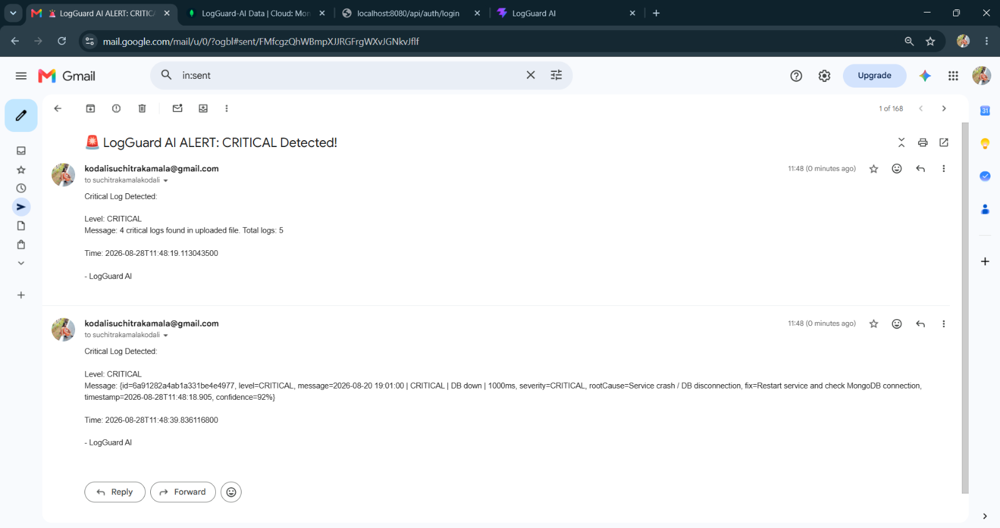 LogGuard AI ALERT: CRITICA
LogGuard-AI Data | Cloud: Mon
localhost:8080/api/auth/login
LogGuard AI
mail.google.com/mail/u/0/?ogbl#sent/FMfcgzQhWBmpXJJRGFrgWXvJGNkvJflf
Gmail
in:sent
Upgrade
1 of 168
31
LogGuard AI ALERT: CRITICAL Detected!
kodalisuchitrakamala@gmail.com
11:48 (0 minutes ago)
to suchitrakamalakodali
Critical Log Detected:
Level: CRITICAL
Message: 4 critical logs found in uploaded file. Total logs: 5
Time: 2026-08-28T11:48:19.113043500
- LogGuard AI
kodalisuchitrakamala@gmail.com
11:48 (0 minutes ago)
to suchitrakamalakodali
Critical Log Detected:
Level: CRITICAL
Message: {id=6a91282a4ab1a331be4e4977, level=CRITICAL, message=2026-08-20 19:01:00 | CRITICAL | DB down | 1000ms, severity=CRITICAL, rootCause=Service crash / DB disconnection, fix=Restart service and check MongoDB connection,
timestamp=2026-08-28T11:48:18.905, confidence=92%}
Time: 2026-08-28T11:48:39.836116800
- LogGuard AI
Reply
Forward